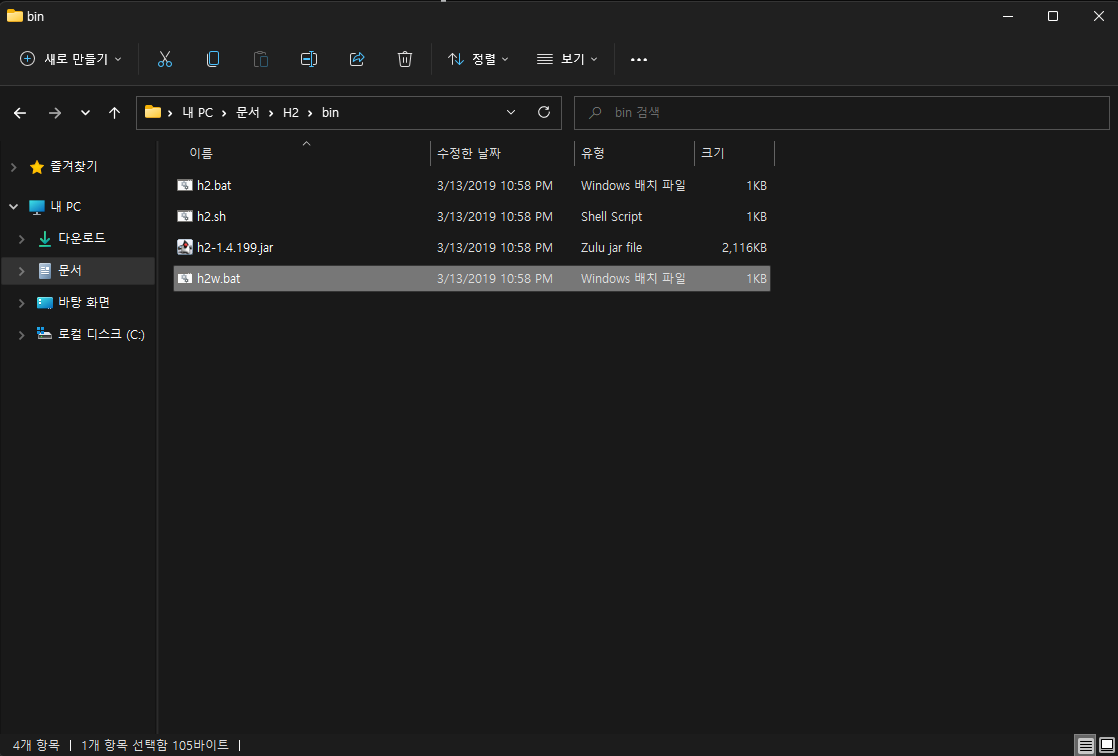 bin
새로 만들기 정렬 보기
내 PC 문서 H2 bin bin 검색
이름 수정한 날짜 유형 크기
즐겨찾기
내 PC
다운로드
문서
바탕 화면
로컬 디스크 (C:)
h2.bat 3/13/2019 10:58 PM Windows 배치 파일 1KB
h2.sh 3/13/2019 10:58 PM Shell Script 1KB
h2-1.4.199.jar 3/13/2019 10:58 PM Zulu jar file 2,116KB
h2w.bat 3/13/2019 10:58 PM Windows 배치 파일 1KB
4개 항목 | 1개 항목 선택함 105바이트 |